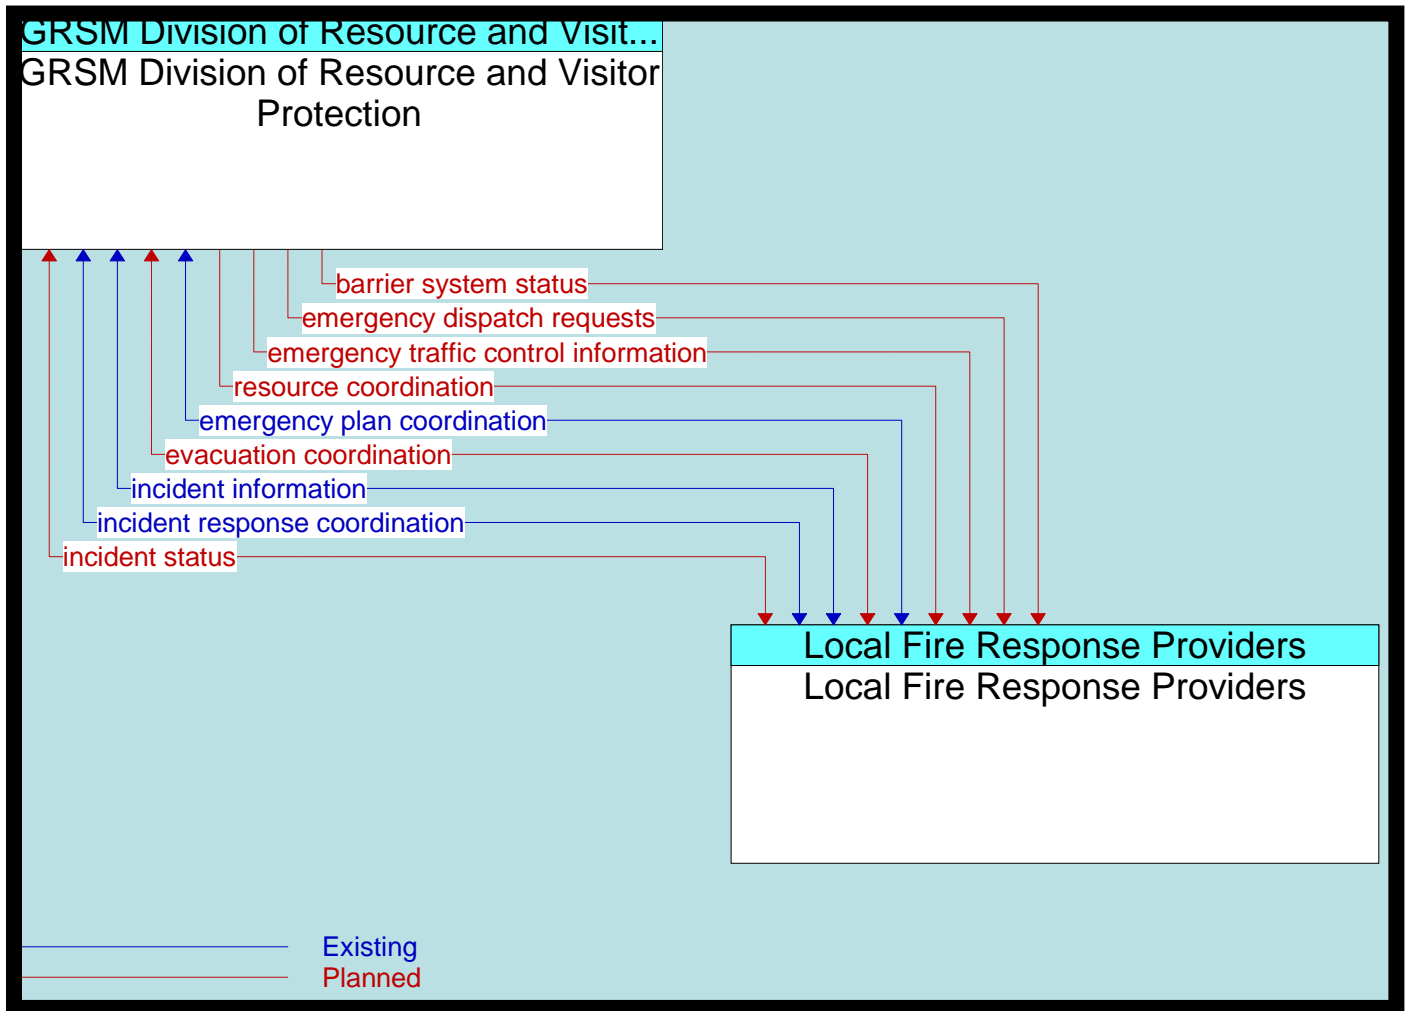 GRSM Division of Resource and Visit...
GRSM Division of Resource and Visitor
Protection
barrier system status
emergency dispatch requests
emergency traffic control information
resource coordination
emergency plan coordination
evacuation coordination
incident information
incident response coordination
incident status
Local Fire Response Providers
Local Fire Response Providers
Existing
Planned